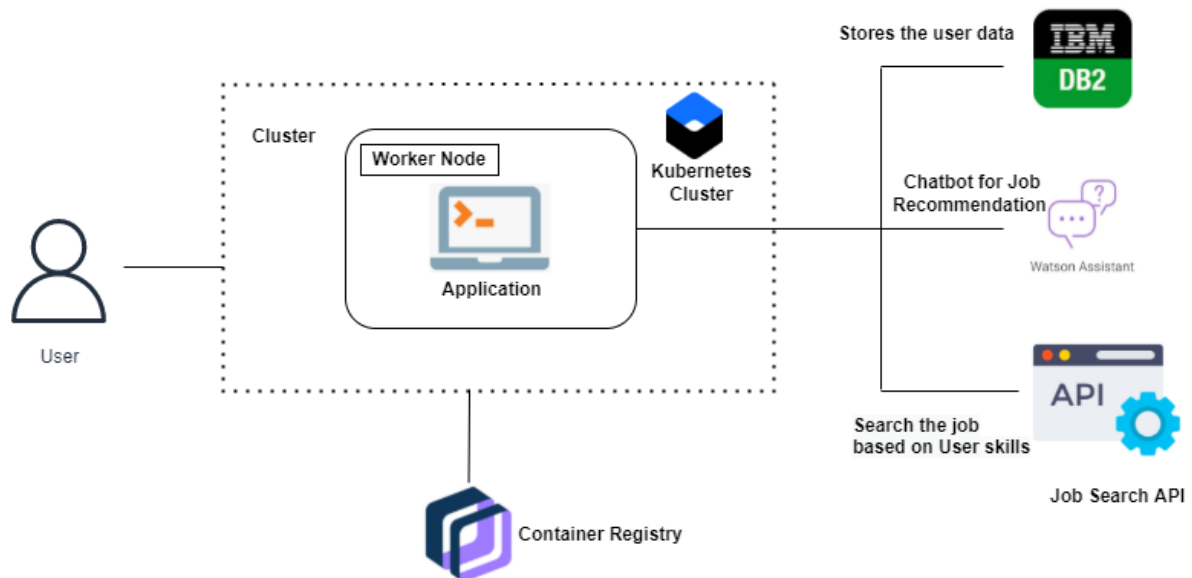 Stores the user data
IBM
DB2
Cluster
Worker Node
Kubernetes
Cluster
Application
Chatbot for Job
Recommendation
?
Watson Assistant
User
API
Search the job
based on User skills
Job Search API
Container Registry